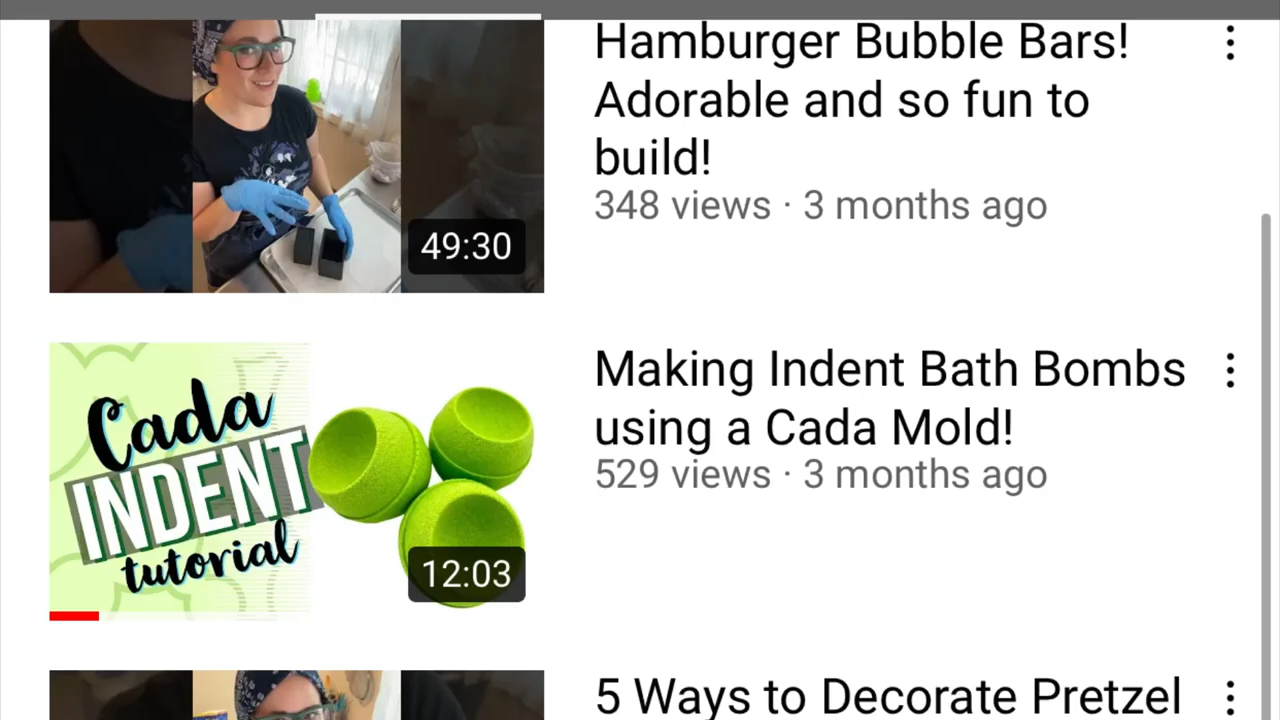 Hamburger Bubble Bars!
Adorable and so fun to
build!
348 views · 3 months ago
49:30
Making Indent Bath Bombs
using a Cada Mold!
529 views · 3 months ago
Cada
INDENT
tutorial
12:03
5 Ways to Decorate Pretzel